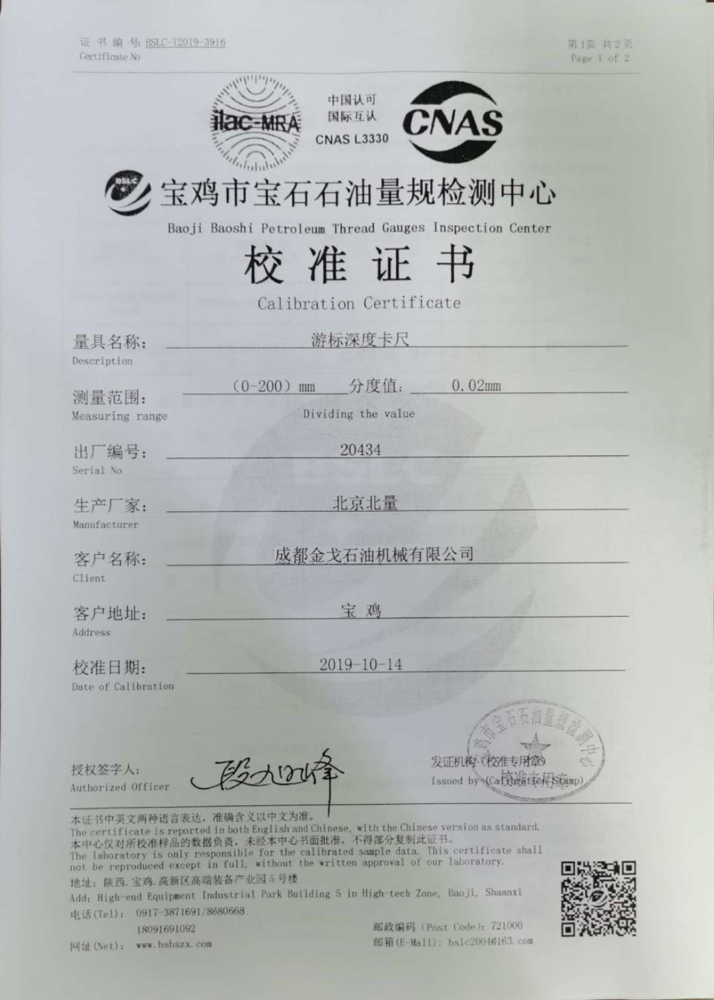 证 书 编 号: BSLC-T2019-3916
Certificate No
第1页 共2页
Page 1 of 2
ilac-MRA
中国认可
国际互认
CNAS L3330
CNAS
BSLC
宝鸡市宝石石油量规检测中心
Baoji Baoshi Petroleum Thread Gauges Inspection Center
校 准 证 书
Calibration Certificate
量具名称: 游标深度卡尺
Description
测量范围: (0-200) mm 分度值: 0.02mm
Measuring range Dividing the value
出厂编号: 20434
Serial No
生产厂家: 北京北量
Manufacturer
客户名称: 成都金戈石油机械有限公司
Client
客户地址: 宝 鸡
Address
校准日期: 2019-10-14
Date of Calibration
宝鸡市宝石石油量规检测中心
校准专用章
授权签字人:
Authorized Officer
发证机构 (校准专用章)
Issued by (Calybration Stamp)
本证书中英文两种语言表达，准确含义以中文为准。
The certificate is reported in both English and Chinese, with the Chinese version as standard.
本中心仅对所校准样品的数据负责，未经本中心书面批准，不得部分复制此证书。
The laboratory is only responsible for the calibrated sample data. This certificate shall
not be reproduced except in full, without the written approval of our laboratory.
地址: 陕西.宝鸡.高新区高端装备产业园5号楼
Add: High-end Equipment Industrial Park Building 5 in High-tech Zone, Baoji, Shaanxi
电话(Tel): 0917-3871691/8680668
18091691092
邮政编码 (Post Code): 721000
网址(Net): www.bsbszx.com
邮箱(E-Mail): bslc2004@163.com